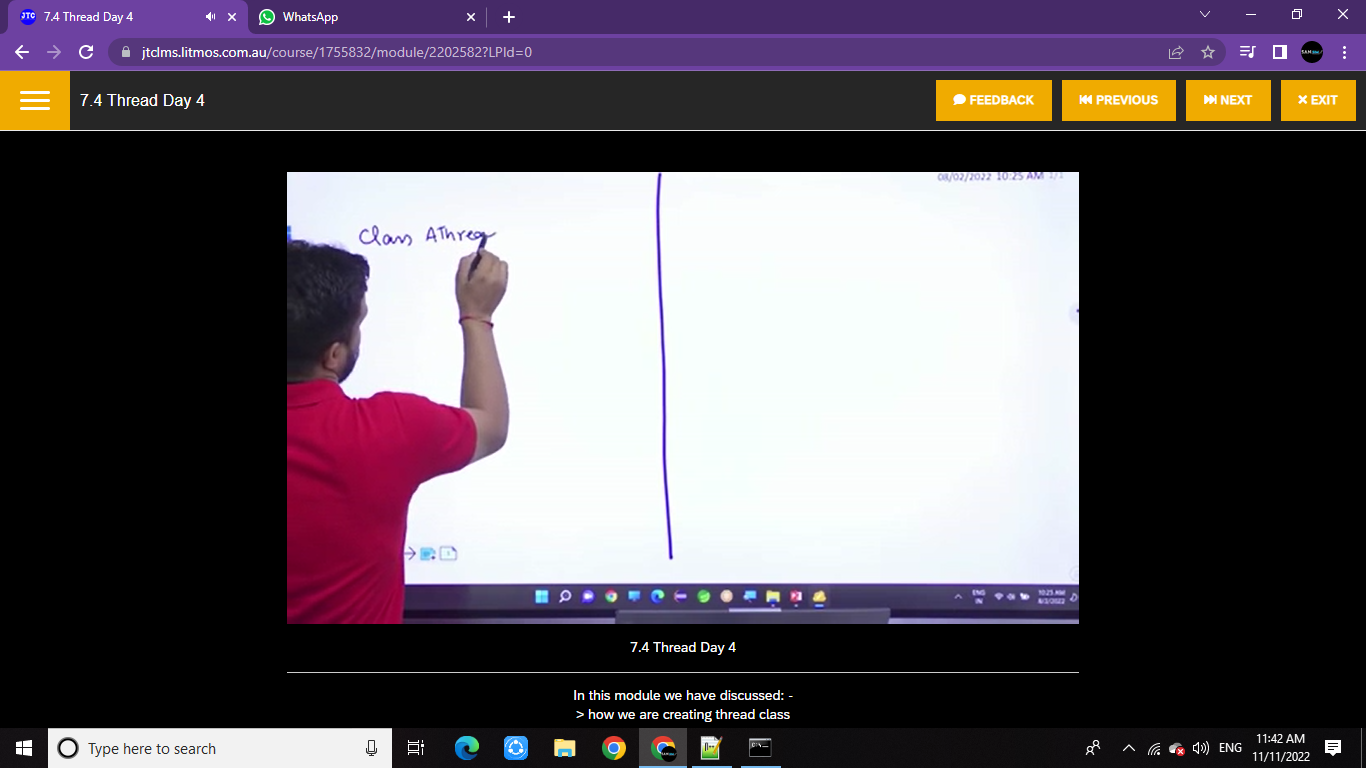 7.4 Thread Day 4
WhatsApp
jtclms.litmos.com.au/course/1755832/module/2202582?LPId=0
7.4 Thread Day 4
FEEDBACK
PREVIOUS
NEXT
EXIT
08/02/2022 10:25 AM 1/1
Class AThrea
ENG
IN
10:25 AM
8/2/2022
7.4 Thread Day 4
In this module we have discussed: -
> how we are creating thread class
Type here to search
ENG
11:42 AM
11/11/2022